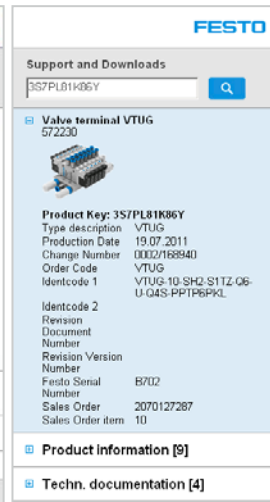 FESTO
Support and Downloads
3S7PL81K86Y
Valve terminal VTUG
572230
Product Key: 3S7PL81K86Y
Type description VTUG
Production Date 19.07.2011
Change Number 0002/168940
Order Code VTUG
Identcode 1 VTUG-10-SH2-S1TZ-Q6-
U-Q4S-PPTP6PKL
Identcode 2
Revision
Document
Number
Revision Version
Number
Festo Serial B702
Number
Sales Order 2070127287
Sales Order item 10
Product information [9]
Techn. documentation [4]